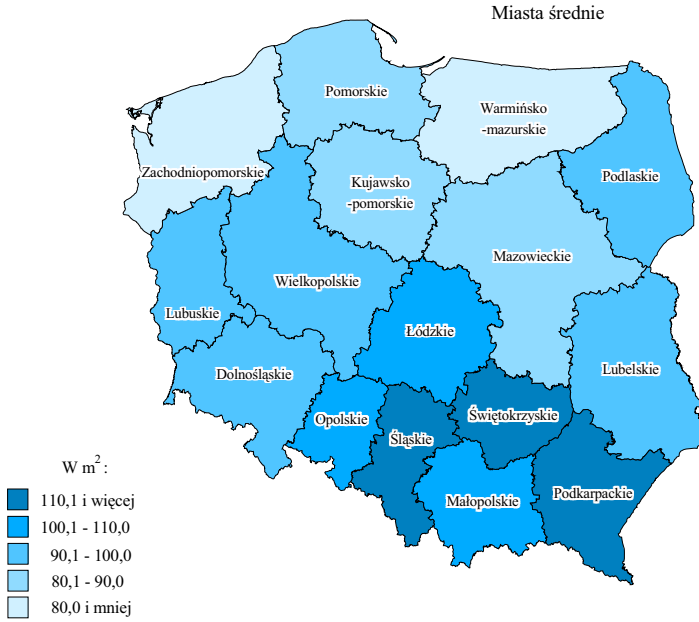 Miasta średnie
Pomorskie
Warmińsko
-mazurskie
Zachodniopomorskie
Podlaskie
Kujawsko
-pomorskie
Mazowieckie
Wielkopolskie
Lubuskie
Łódzkie
Dolnośląskie
Lubelskie
Opolskie
Świętokrzyskie
Śląskie
Podkarpackie
Małopolskie
W m²:
110,1 i więcej
100,1 - 110,0
90,1 - 100,0
80,1 - 90,0
80,0 i mniej